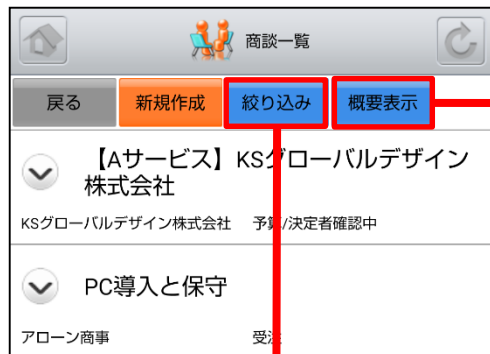 商談一覧
戻る 新規作成 絞り込み 概要表示
【Aサービス】KSグローバルデザイン
株式会社
KSグローバルデザイン株式会社 予算/決定者確認中
PC導入と保守
アローン商事 受注